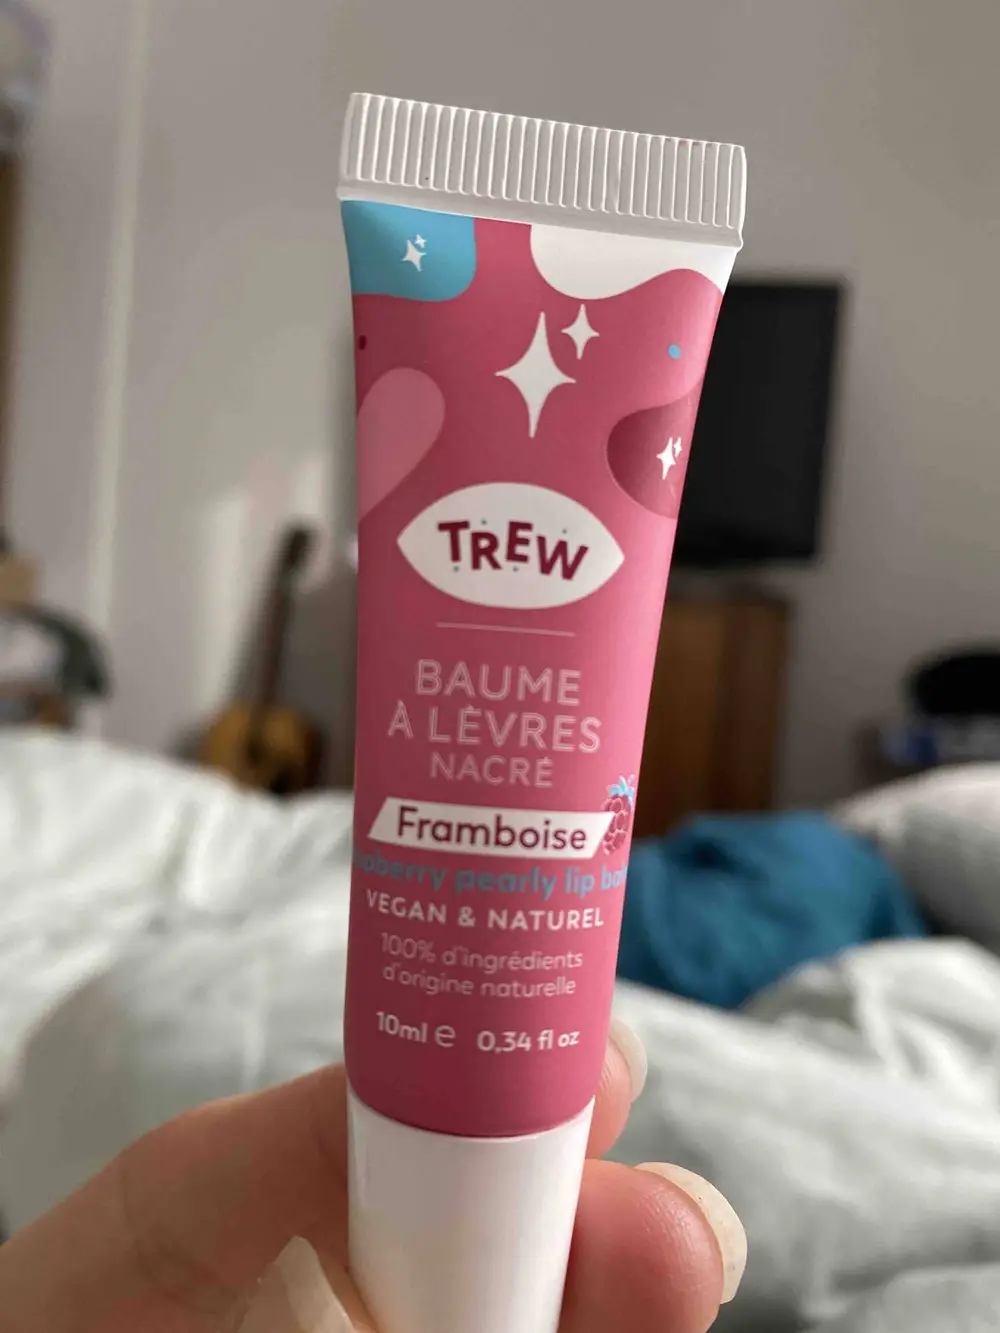 TREW
BAUME
À LÈVRES
NACRÉ
Framboise
pearly lip
VEGAN & NATUREL
100% d'ingrédients
d'origine naturelle
10ml e 0,34 fl oz